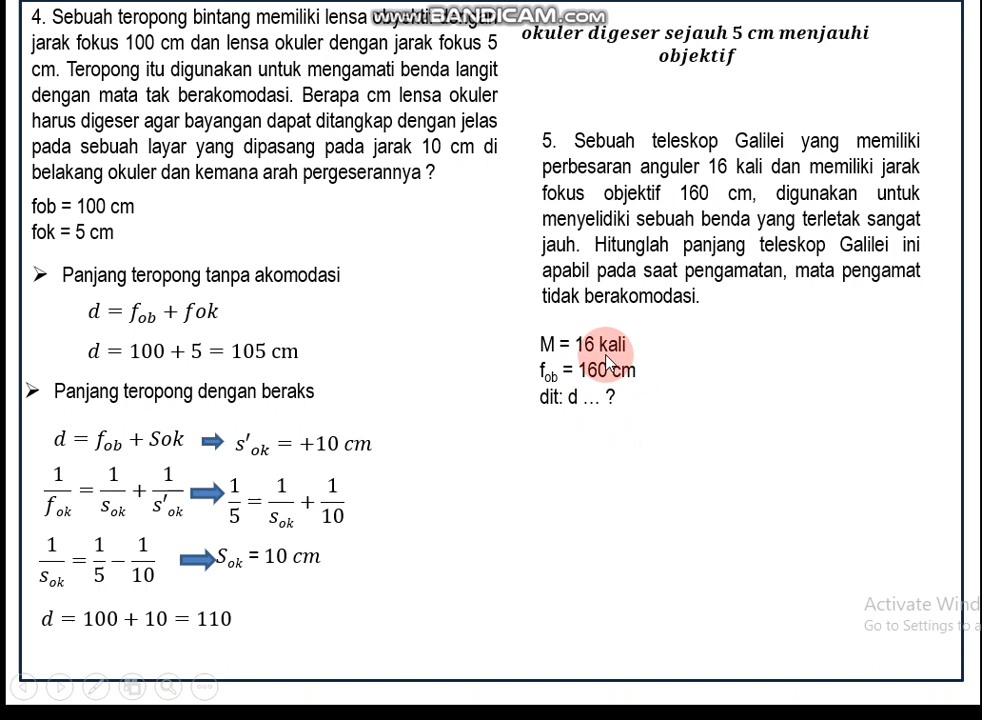 4. Sebuah teropong bintang memiliki lensa
jarak fokus 100 cm dan lensa okuler dengan jarak fokus 5
cm. Teropong itu digunakan untuk mengamati benda langit
dengan mata tak berakomodasi. Berapa cm lensa okuler
harus digeser agar bayangan dapat ditangkap dengan jelas
pada sebuah layar yang dipasang pada jarak 10 cm di
belakang okuler dan kemana arah pergeserannya ?
fob = 100 cm
fok = 5 cm
➢ Panjang teropong tanpa akomodasi
d = f_ob + fok
d = 100 + 5 = 105 cm
➢ Panjang teropong dengan beraks
d = f_ob + Sok ➡ s'_ok = +10 cm
1/f_ok = 1/s_ok + 1/s'_ok ➡ 1/5 = 1/s_ok + 1/10
1/s_ok = 1/5 − 1/10 ➡ S_ok = 10 cm
d = 100 + 10 = 110
www.BANDICAM.com
okuler digeser sejauh 5 cm menjauhi
objektif
5. Sebuah teleskop Galilei yang memiliki
perbesaran anguler 16 kali dan memiliki jarak
fokus objektif 160 cm, digunakan untuk
menyelidiki sebuah benda yang terletak sangat
jauh. Hitunglah panjang teleskop Galilei ini
apabil pada saat pengamatan, mata pengamat
tidak berakomodasi.
M = 16 kali
f_ob = 160 cm
dit: d ... ?
Activate Wind
Go to Settings to a